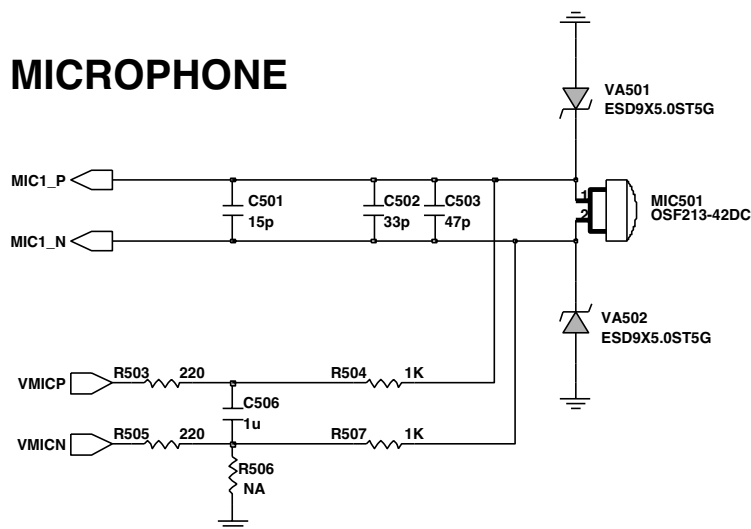 MICROPHONE
VA501
ESD9X5.0ST5G
MIC1_P
C501
15p
C502
33p
C503
47p
1
2
MIC501
OSF213-42DC
MIC1_N
VA502
ESD9X5.0ST5G
VMICP
R503
220
R504
1K
C506
1u
VMICN
R505
220
R507
1K
R506
NA